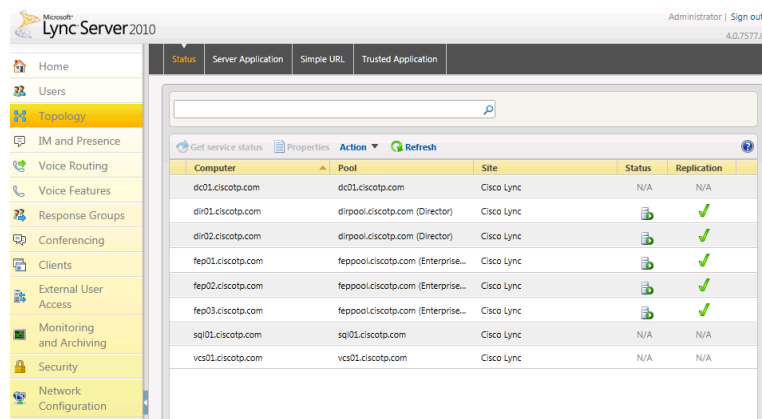 Microsoft®
Lync Server 2010
Administrator | Sign out
4.0.7577.0
Home
Users
Topology
IM and Presence
Voice Routing
Voice Features
Response Groups
Conferencing
Clients
External User
Access
Monitoring
and Archiving
Security
Network
Configuration
Status Server Application Simple URL Trusted Application
Get service status Properties Action Refresh
Computer Pool Site Status Replication
dc01.ciscotp.com dc01.ciscotp.com Cisco Lync N/A N/A
dir01.ciscotp.com dirpool.ciscotp.com (Director) Cisco Lync
dir02.ciscotp.com dirpool.ciscotp.com (Director) Cisco Lync
fep01.ciscotp.com feppool.ciscotp.com (Enterprise... Cisco Lync
fep02.ciscotp.com feppool.ciscotp.com (Enterprise... Cisco Lync
fep03.ciscotp.com feppool.ciscotp.com (Enterprise... Cisco Lync
sql01.ciscotp.com sql01.ciscotp.com Cisco Lync N/A N/A
vcs01.ciscotp.com vcs01.ciscotp.com Cisco Lync N/A N/A